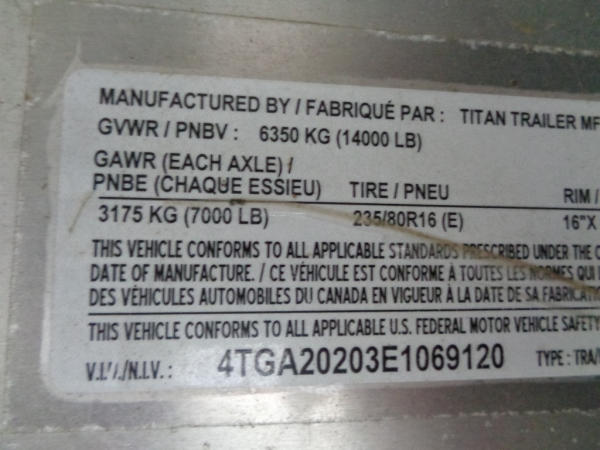 MANUFACTURED BY / FABRIQUÉ PAR : TITAN TRAILER MF
GVWR / PNBV : 6350 KG (14000 LB)
GAWR (EACH AXLE) /
PNBE (CHAQUE ESSIEU) TIRE / PNEU RIM /
3175 KG (7000 LB) 235/80R16 (E) 16"X
THIS VEHICLE CONFORMS TO ALL APPLICABLE STANDARDS PRESCRIBED UNDER THE C
DATE OF MANUFACTURE. / CE VÉHICULE EST CONFORME À TOUTES LES NORMES QUI
DES VÉHICULES AUTOMOBILES DU CANADA EN VIGUEUR À LA DATE DE SA FABRICATIO
THIS VEHICLE CONFORMS TO ALL APPLICABLE U.S. FEDERAL MOTOR VEHICLE SAFETY
V.I.N./N.I.V. : 4TGA20203E1069120 TYPE : TRA/